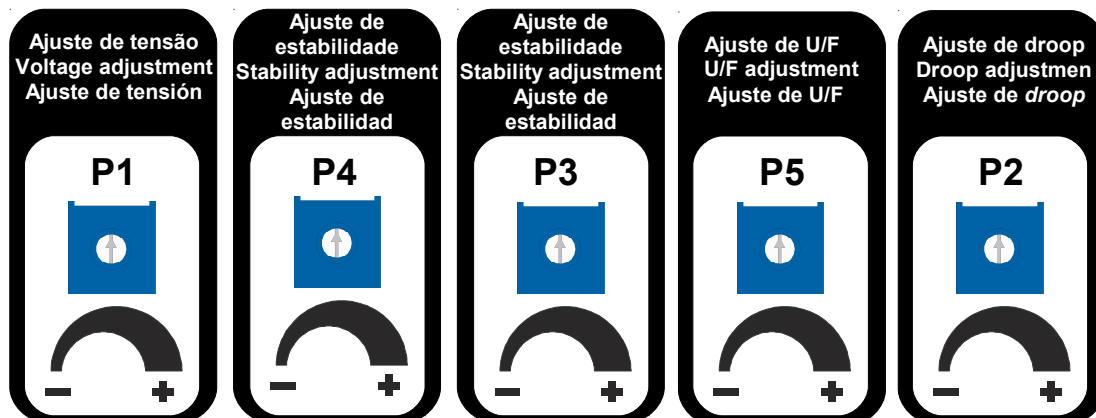 Ajuste de tensão
Voltage adjustment
Ajuste de tensión
P1
Ajuste de
estabilidade
Stability adjustment
Ajuste de
estabilidad
P4
Ajuste de
estabilidade
Stability adjustment
Ajuste de
estabilidad
P3
Ajuste de U/F
U/F adjustment
Ajuste de U/F
P5
Ajuste de droop
Droop adjustmen
Ajuste de droop
P2